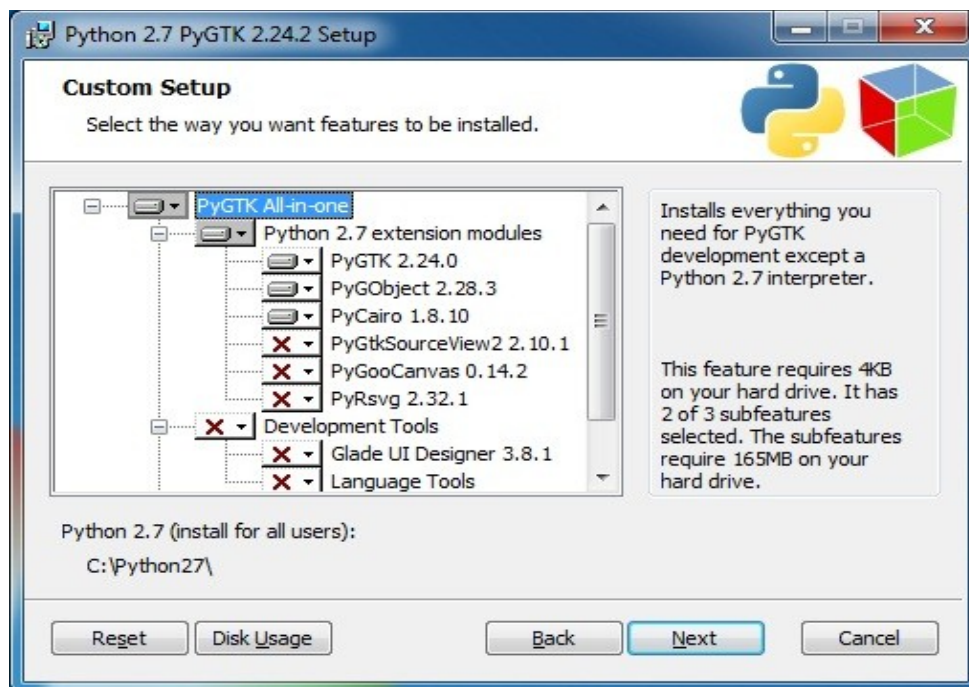 Python 2.7 PyGTK 2.24.2 Setup
Custom Setup
Select the way you want features to be installed.
PyGTK All-in-one
Python 2.7 extension modules
PyGTK 2.24.0
PyGObject 2.28.3
PyCairo 1.8.10
PyGtkSourceView2 2.10.1
PyGooCanvas 0.14.2
PyRsvg 2.32.1
Development Tools
Glade UI Designer 3.8.1
Language Tools
Installs everything you
need for PyGTK
development except a
Python 2.7 interpreter.
This feature requires 4KB
on your hard drive. It has
2 of 3 subfeatures
selected. The subfeatures
require 165MB on your
hard drive.
Python 2.7 (install for all users):
C:\Python27\
Reset
Disk Usage
Back
Next
Cancel